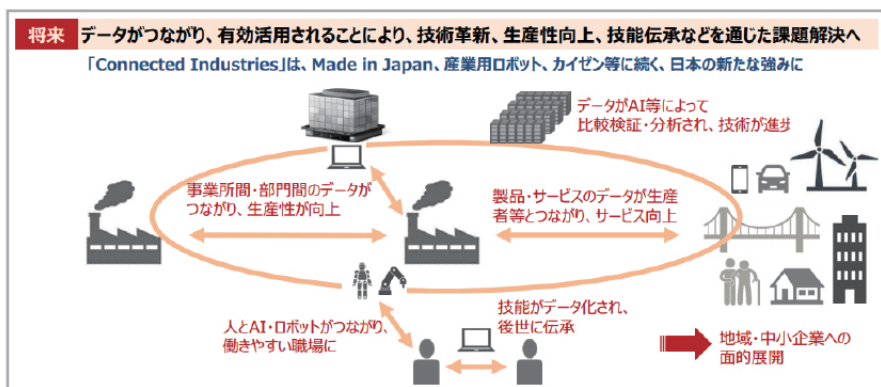 将来 データがつながり、有効活用されることにより、技術革新、生産性向上、技能伝承などを通じた課題解決へ
「Connected Industries」は、Made in Japan、産業用ロボット、カイゼン等に続く、日本の新たな強みに
データがAI等によって
比較検証・分析され、技術が進歩
事業所間・部門間のデータが
つながり、生産性が向上
製品・サービスのデータが生産
者等とつながり、サービス向上
人とAI・ロボットがつながり、
働きやすい職場に
技能がデータ化され、
後世に伝承
地域・中小企業への
面的展開